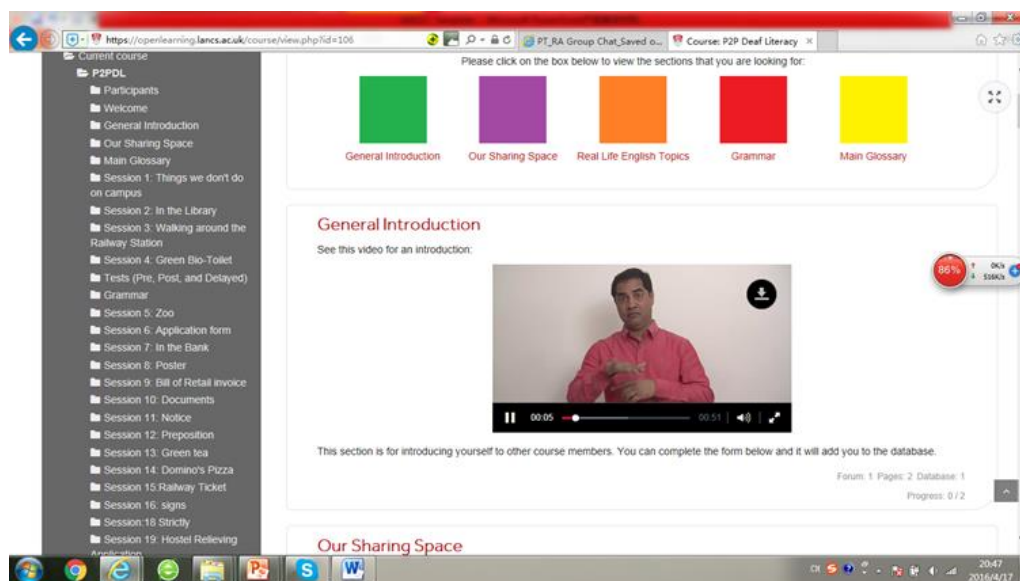 https://openlearning.lancs.ac.uk/course/view.php?id=106
PT_RA Group Chat_Saved o...
Course: P2P Deaf Literacy
Current course
P2PDL
Participants
Welcome
General Introduction
Our Sharing Space
Main Glossary
Session 1: Things we don't do
on campus
Session 2: In the Library
Session 3: Walking around the
Railway Station
Session 4: Green Bio-Toilet
Tests (Pre, Post, and Delayed)
Grammar
Session 5: Zoo
Session 6: Application form
Session 7: In the Bank
Session 8: Poster
Session 9: Bill of Retail invoice
Session 10: Documents
Session 11: Notice
Session 12: Preposition
Session 13: Green tea
Session 14: Domino's Pizza
Session 15:Railway Ticket
Session 16: signs
Session:18 Strictly
Session 19: Hostel Relieving
Application
Please click on the box below to view the sections that you are looking for:
General Introduction
Our Sharing Space
Real Life English Topics
Grammar
Main Glossary
General Introduction
See this video for an introduction:
00:05
00:51
This section is for introducing yourself to other course members. You can complete the form below and it will add you to the database.
Forum: 1 Pages: 2 Database: 1
Progress: 0 / 2
Our Sharing Space
86%
0K/s
516K/s
20:47
2016/4/17